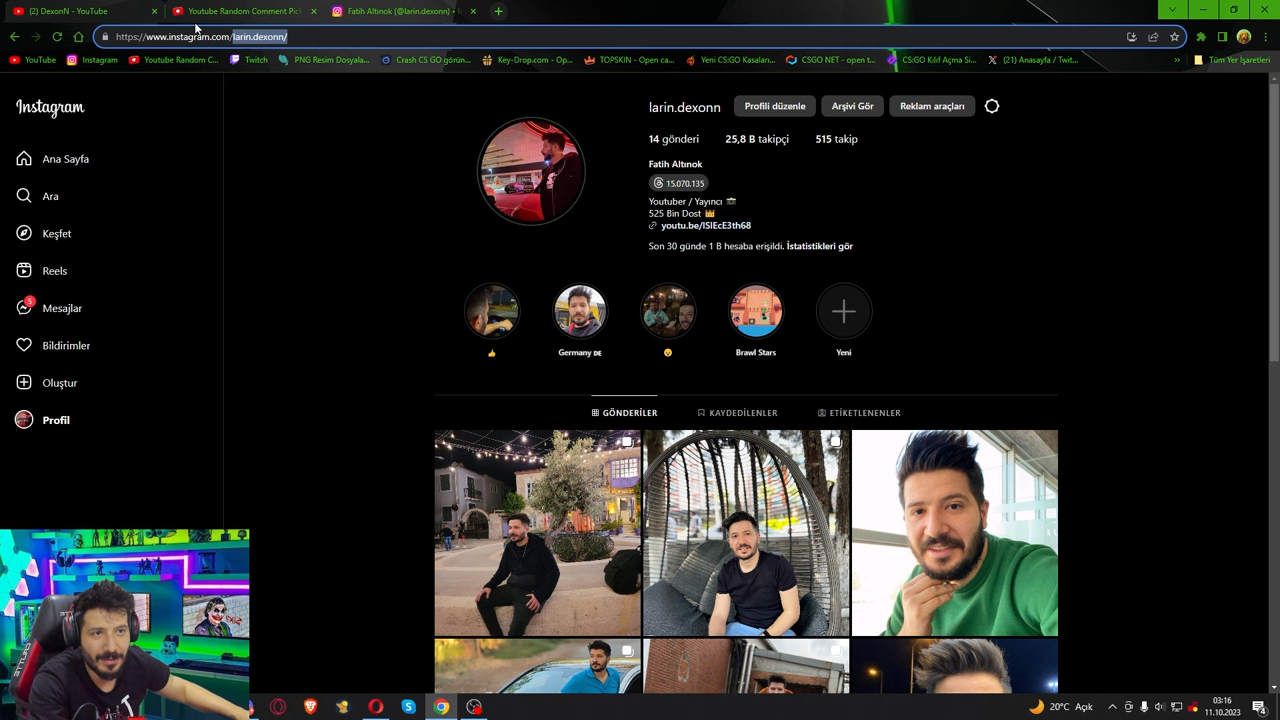 (2) DexonN - YouTube
Youtube Random Comment Pick
Fatih Altınok (@larin.dexonn) •
https://www.instagram.com/larin.dexonn/
YouTube
Instagram
Youtube Random C...
Twitch
PNG Resim Dosyala...
Crash CS GO görün...
Key-Drop.com - Op...
TOPSKIN - Open ca...
Yeni CS:GO Kasaları...
CSGO NET - open t...
CS:GO Kılıf Açma Si...
(21) Anasayfa / Twit...
»
Tüm Yer İşaretleri
Instagram
Ana Sayfa
Ara
Keşfet
Reels
5
Mesajlar
Bildirimler
Oluştur
Profil
larin.dexonn
Profili düzenle
Arşivi Gör
Reklam araçları
14 gönderi
25,8 B takipçi
515 takip
Fatih Altınok
15.070.135
Youtuber / Yayıncı
525 Bin Dost
youtu.be/lSlEcE3th68
Son 30 günde 1 B hesaba erişildi. İstatistikleri gör
Germany DE
Brawl Stars
Yeni
GÖNDERİLER
KAYDEDİLENLER
ETİKETLENENLER
20°C Açık
03:16
11.10.2023
4